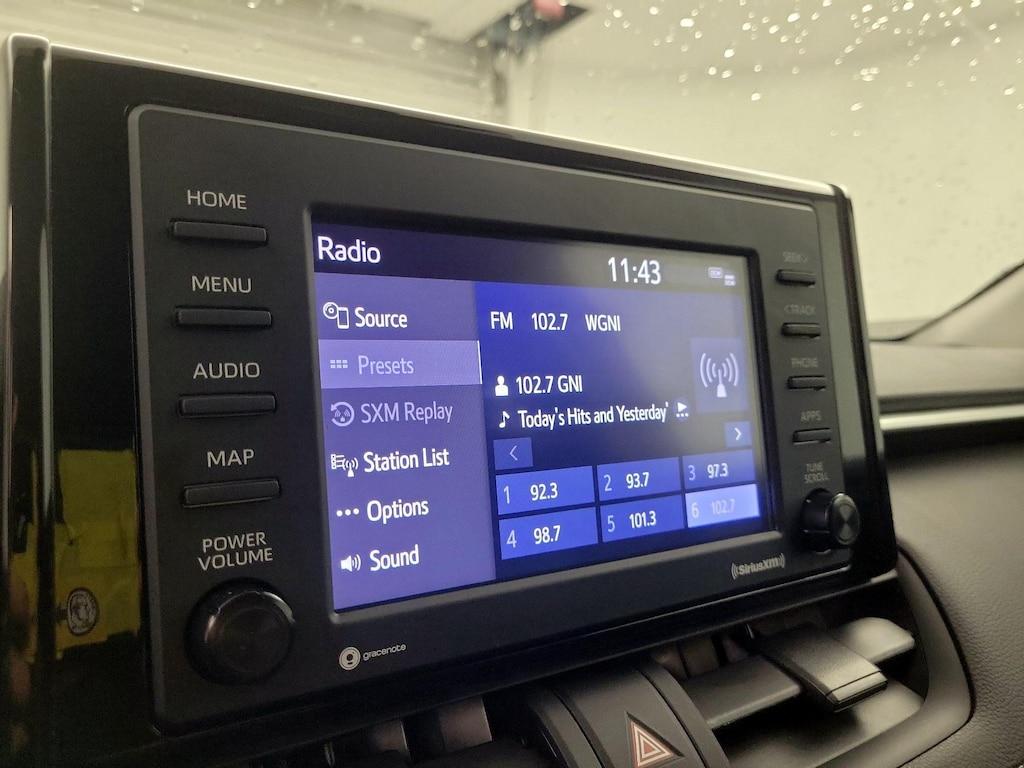 HOME
MENU
AUDIO
MAP
POWER
VOLUME
Radio
11:43
Source
Presets
SXM Replay
Station List
Options
Sound
FM 102.7 WGNI
102.7 GNI
Today's Hits and Yesterday'
1 92.3
2 93.7
3 97.3
4 98.7
5 101.3
6 102.7
SEEK >
< TRACK
PHONE
APPS
TUNE
SCROLL
SiriusXM
gracenote